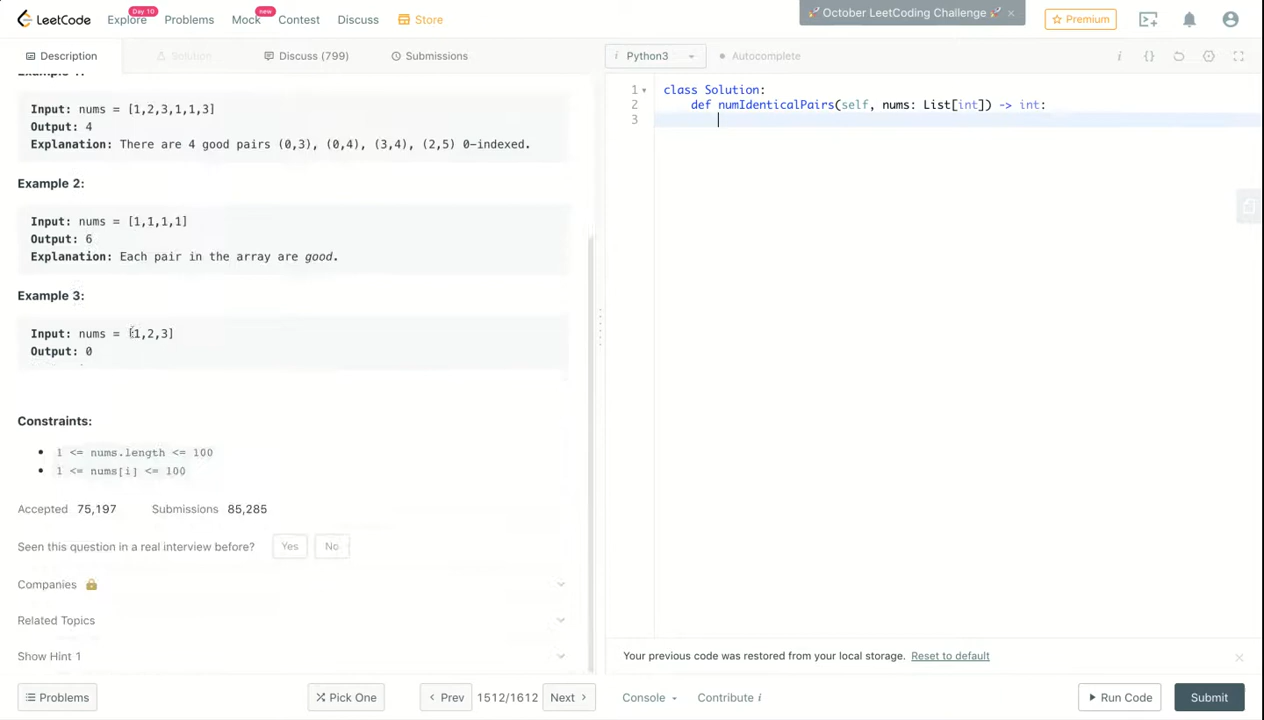 LeetCode
Explore
Day 10
Problems
Mock
new
Contest
Discuss
Store
🚀 October LeetCoding Challenge 🚀 ×
Premium
Description
Solution
Discuss (799)
Submissions
i Python3
Autocomplete
Example 1:
Input: nums = [1,2,3,1,1,3]
Output: 4
Explanation: There are 4 good pairs (0,3), (0,4), (3,4), (2,5) 0-indexed.
Example 2:
Input: nums = [1,1,1,1]
Output: 6
Explanation: Each pair in the array are good.
Example 3:
Input: nums = [1,2,3]
Output: 0
Constraints:
1 <= nums.length <= 100
1 <= nums[i] <= 100
Accepted 75,197 Submissions 85,285
Seen this question in a real interview before? Yes No
Companies
Related Topics
Show Hint 1
Problems
Pick One
Prev
1512/1612
Next
1 class Solution:
2 def numIdenticalPairs(self, nums: List[int]) -> int:
3
Your previous code was restored from your local storage. Reset to default
Console
Contribute i
Run Code
Submit